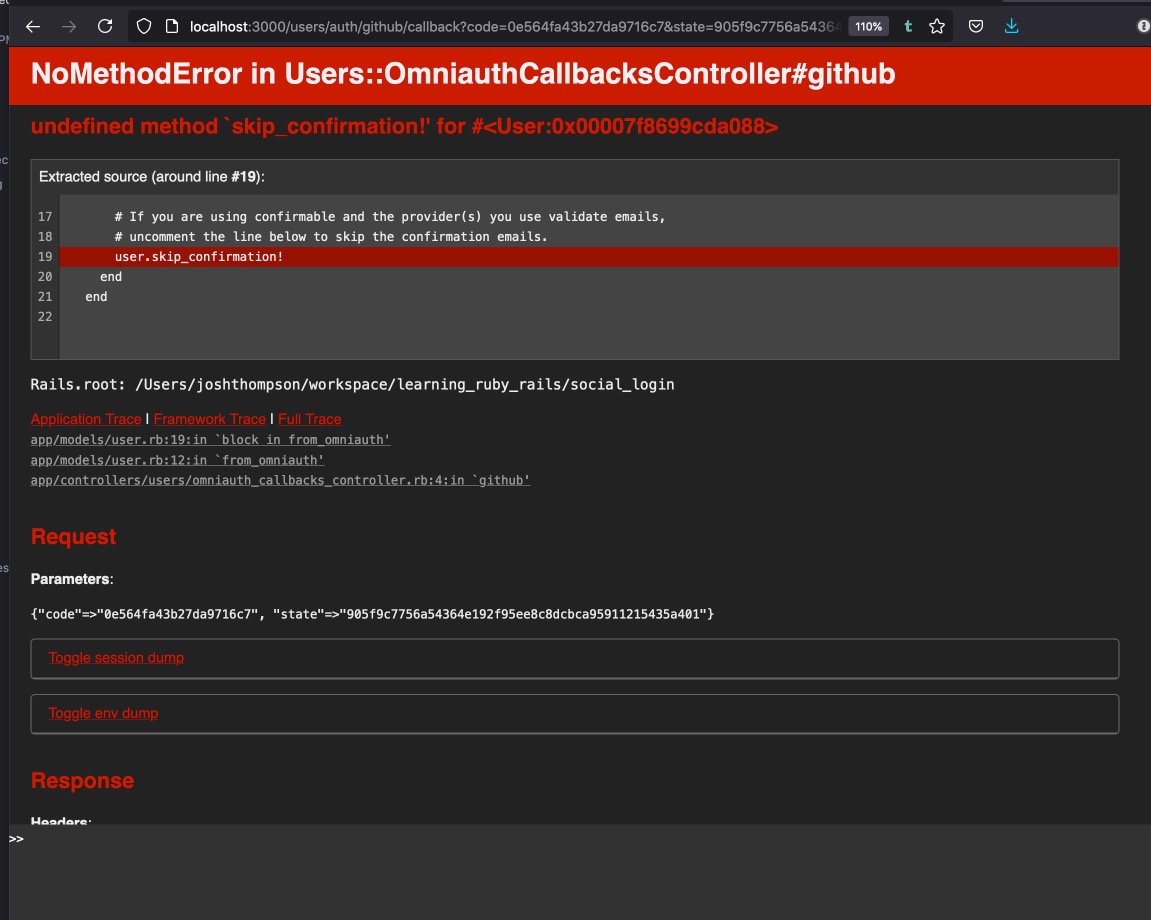 localhost:3000/users/auth/github/callback?code=0e564fa43b27da9716c7&state=905f9c7756a54364 110% t
NoMethodError in Users::OmniauthCallbacksController#github
undefined method `skip_confirmation!' for #<User:0x00007f8699cda088>
Extracted source (around line #19):
17 # If you are using confirmable and the provider(s) you use validate emails,
18 # uncomment the line below to skip the confirmation emails.
19 user.skip_confirmation!
20 end
21 end
22
Rails.root: /Users/joshthompson/workspace/learning_ruby_rails/social_login
Application Trace | Framework Trace | Full Trace
app/models/user.rb:19:in `block in from_omniauth'
app/models/user.rb:12:in `from_omniauth'
app/controllers/users/omniauth_callbacks_controller.rb:4:in `github'
Request
Parameters:
{"code"=>"0e564fa43b27da9716c7", "state"=>"905f9c7756a54364e192f95ee8c8dcbca95911215435a401"}
Toggle session dump
Toggle env dump
Response
Headers:
>>